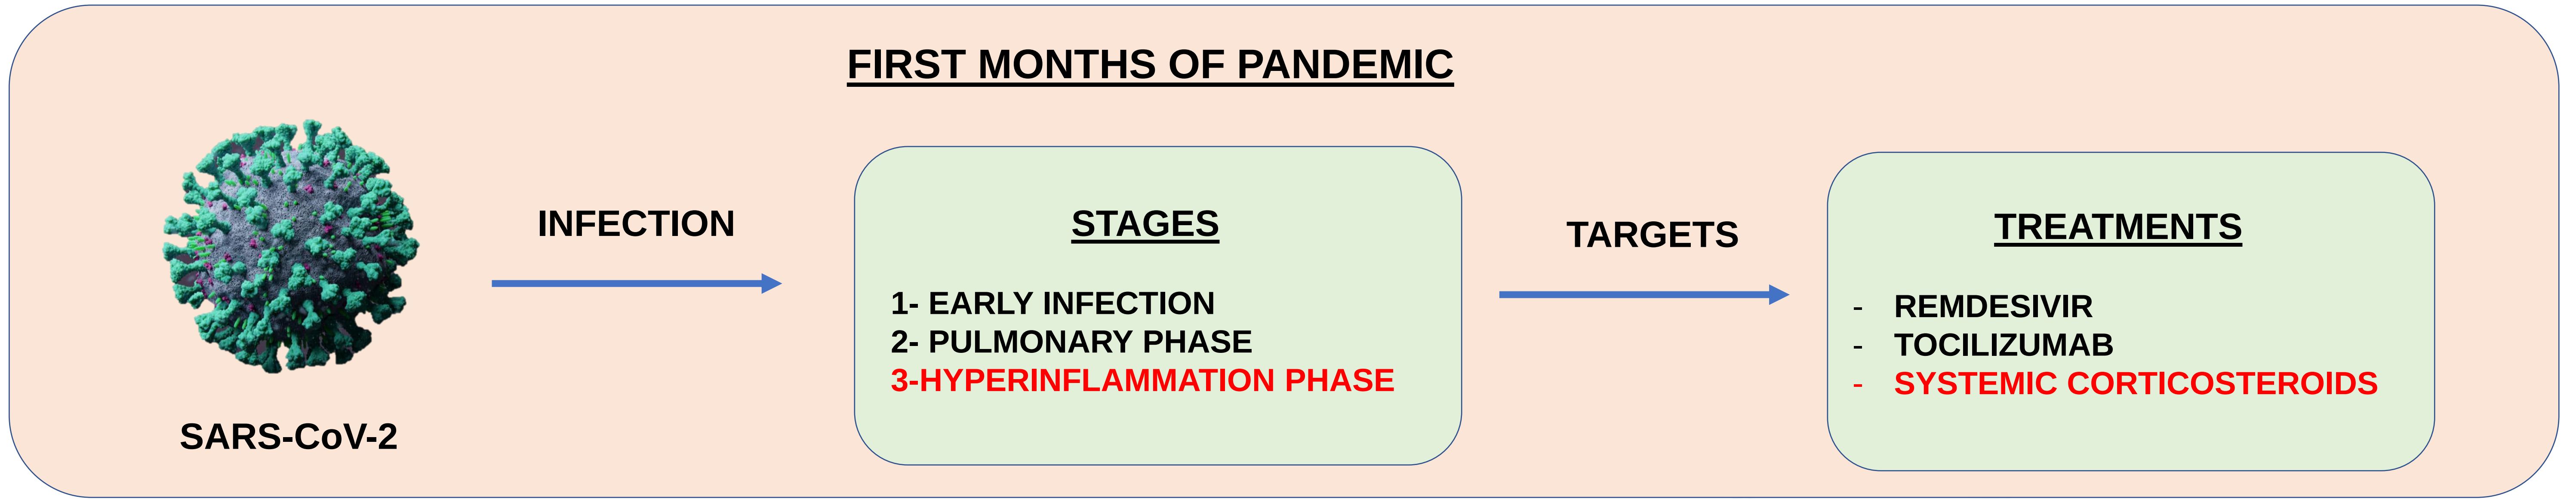 FIRST MONTHS OF PANDEMIC
SARS-CoV-2
INFECTION
STAGES
1- EARLY INFECTION
2- PULMONARY PHASE
3-HYPERINFLAMMATION PHASE
TARGETS
TREATMENTS
- REMDESIVIR
- TOCILIZUMAB
- SYSTEMIC CORTICOSTEROIDS